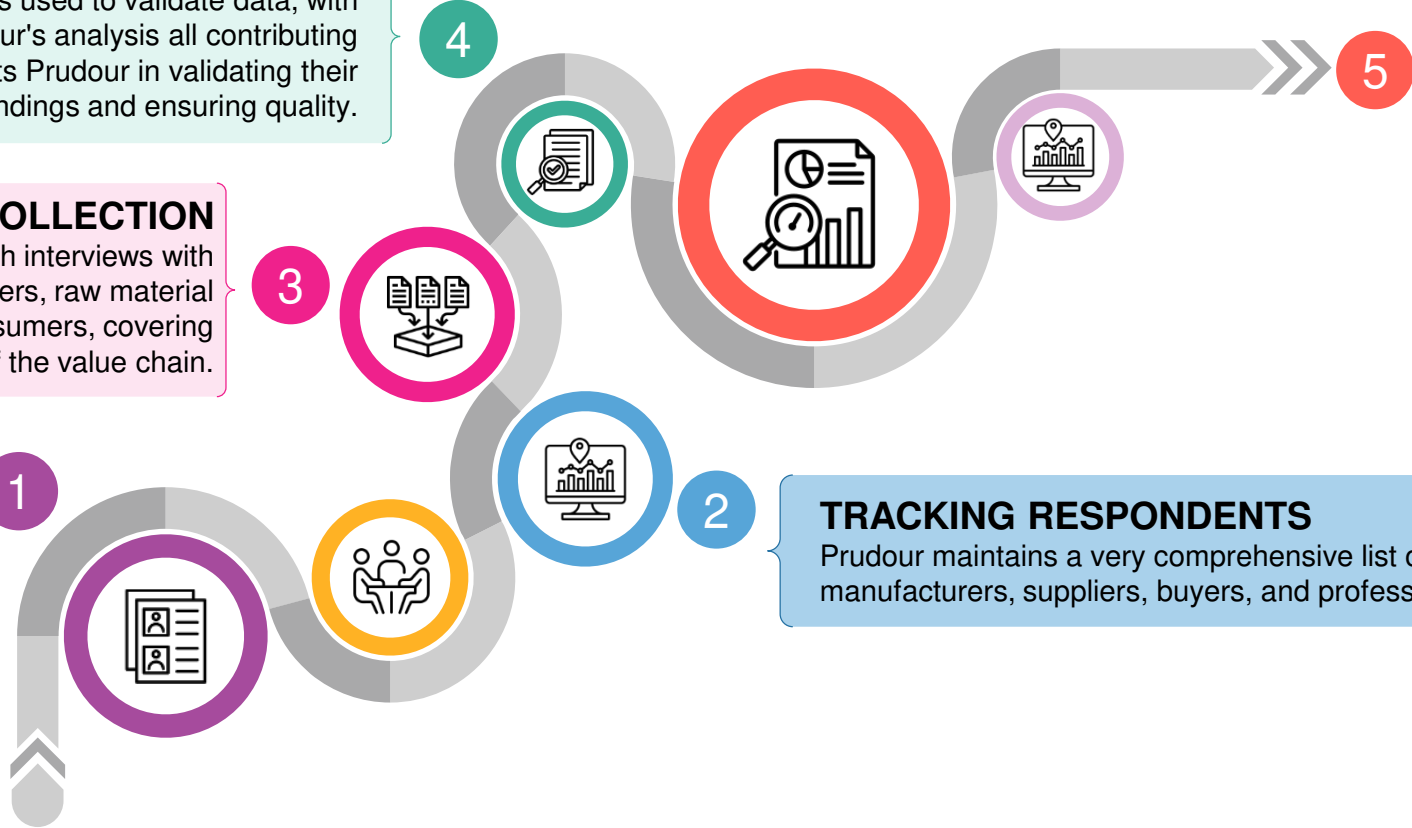 used to validate data, with
ur's analysis all contributing
ts Prudour in validating their
ndings and ensuring quality.
4
5
OLLECTION
h interviews with
ers, raw material
sumers, covering
the value chain.
3
1
2
TRACKING RESPONDENTS
Prudour maintains a very comprehensive list
manufacturers, suppliers, buyers, and profess